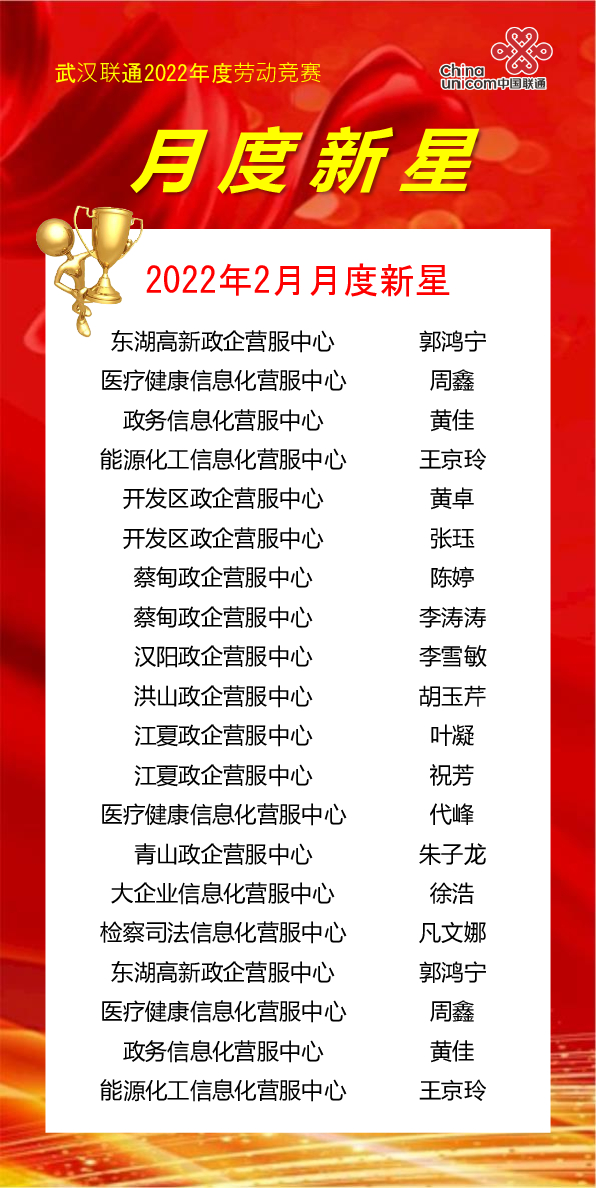 武汉联通2022年度劳动竞赛
China
unicom中国联通
月度新星
2022年2月月度新星
东湖高新政企营服中心 郭鸿宁
医疗健康信息化营服中心 周鑫
政务信息化营服中心 黄佳
能源化工信息化营服中心 王京玲
开发区政企营服中心 黄卓
开发区政企营服中心 张珏
蔡甸政企营服中心 陈婷
蔡甸政企营服中心 李涛涛
汉阳政企营服中心 李雪敏
洪山政企营服中心 胡玉芹
江夏政企营服中心 叶凝
江夏政企营服中心 祝芳
医疗健康信息化营服中心 代峰
青山政企营服中心 朱子龙
大企业信息化营服中心 徐浩
检察司法信息化营服中心 凡文娜
东湖高新政企营服中心 郭鸿宁
医疗健康信息化营服中心 周鑫
政务信息化营服中心 黄佳
能源化工信息化营服中心 王京玲